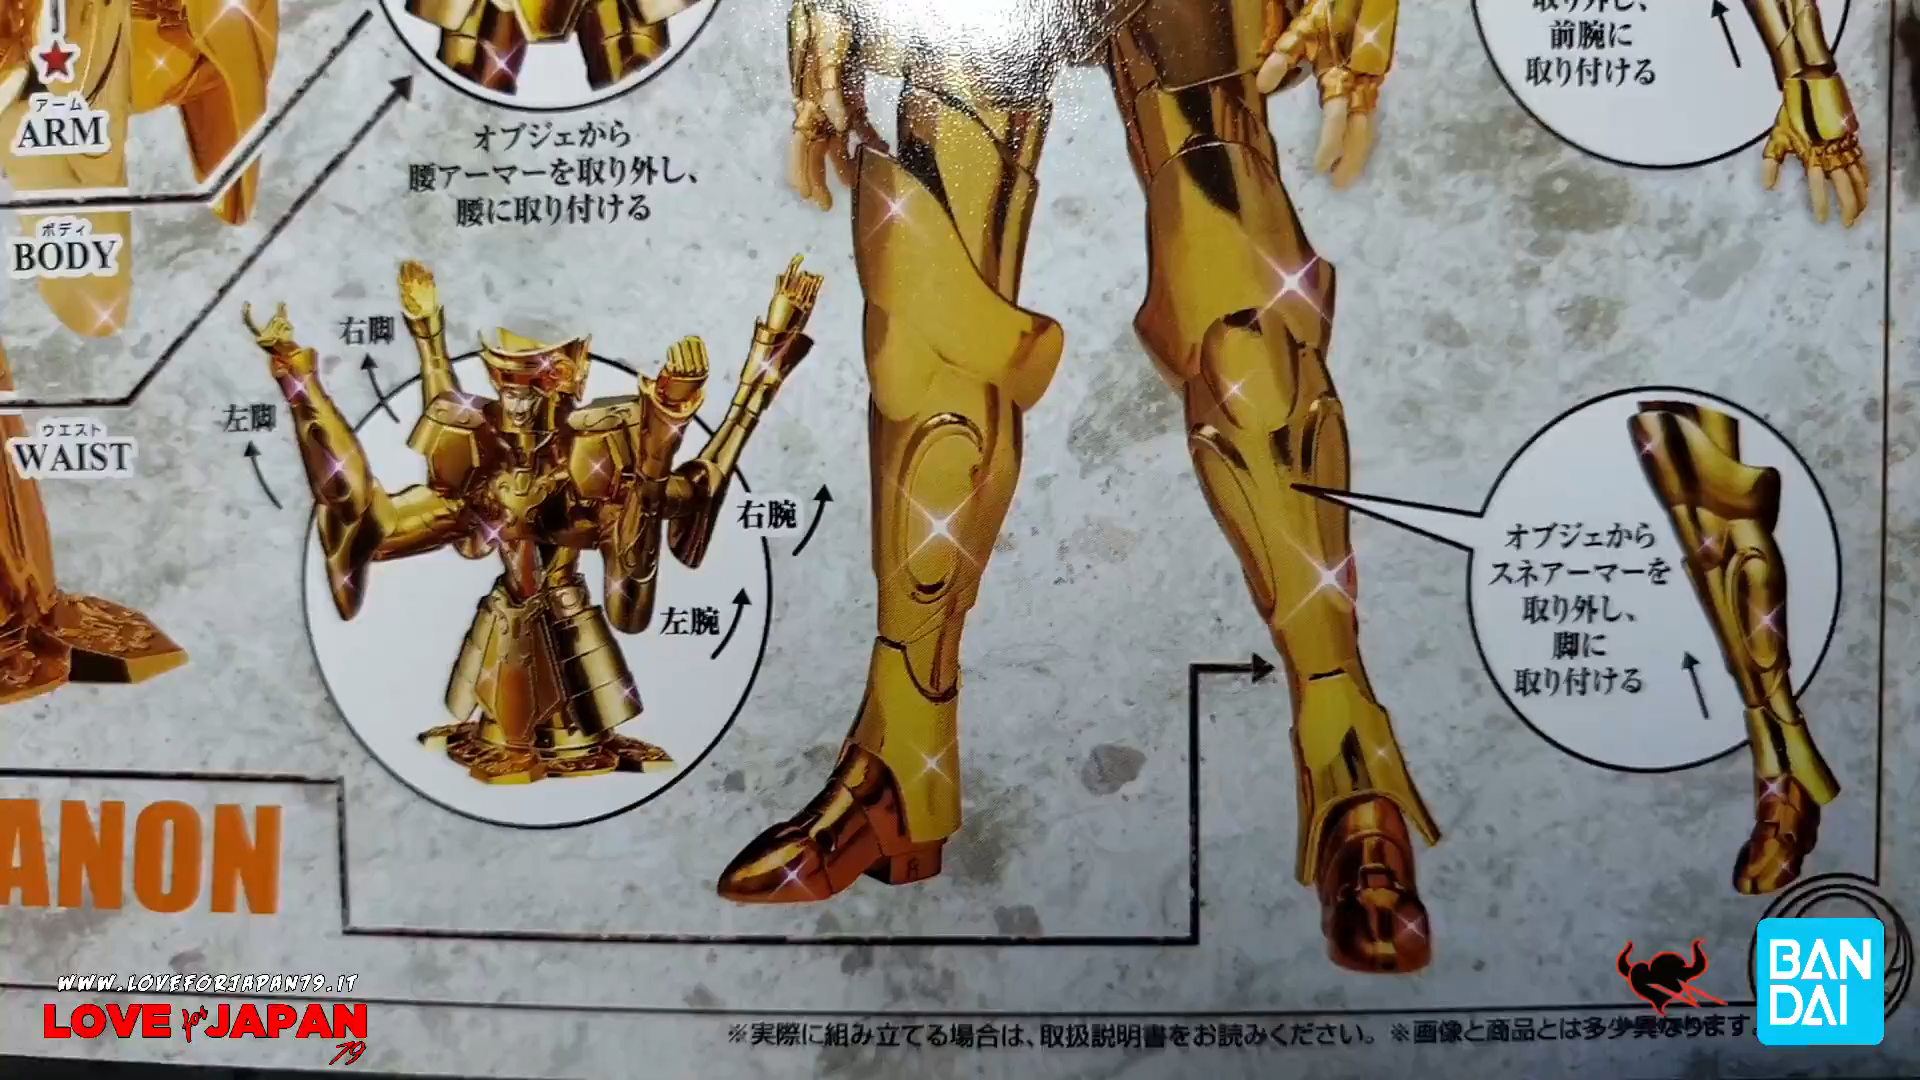 取り外し、
前腕に
取り付ける
アーム
ARM
オブジェから
腰アーマーを取り外し、
腰に取り付ける
ボディ
BODY
右脚
左脚
ウエスト
WAIST
右腕
左腕
オブジェから
スネアーマーを
取り外し、
脚に
取り付ける
ANON
WWW.LOVEFORJAPAN79.IT
LOVE for JAPAN
79
BAN
DAI
※実際に組み立てる場合は、取扱説明書をお読みください。※画像と商品とは多少異なります。